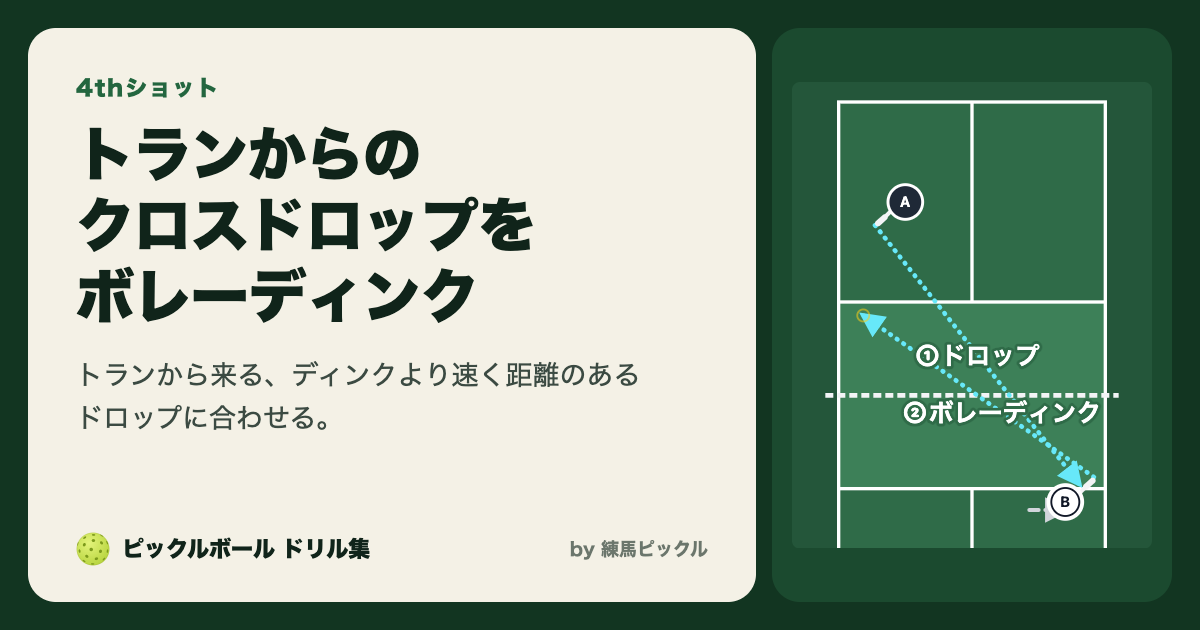 4thショット
トランからの
クロスドロップを
ボレーディンク
トランから来る、ディンクより速く距離のある
ドロップに合わせる。
ピックルボール ドリル集
by 練馬ピックル
A
①ドロップ
②ボレーディンク
B